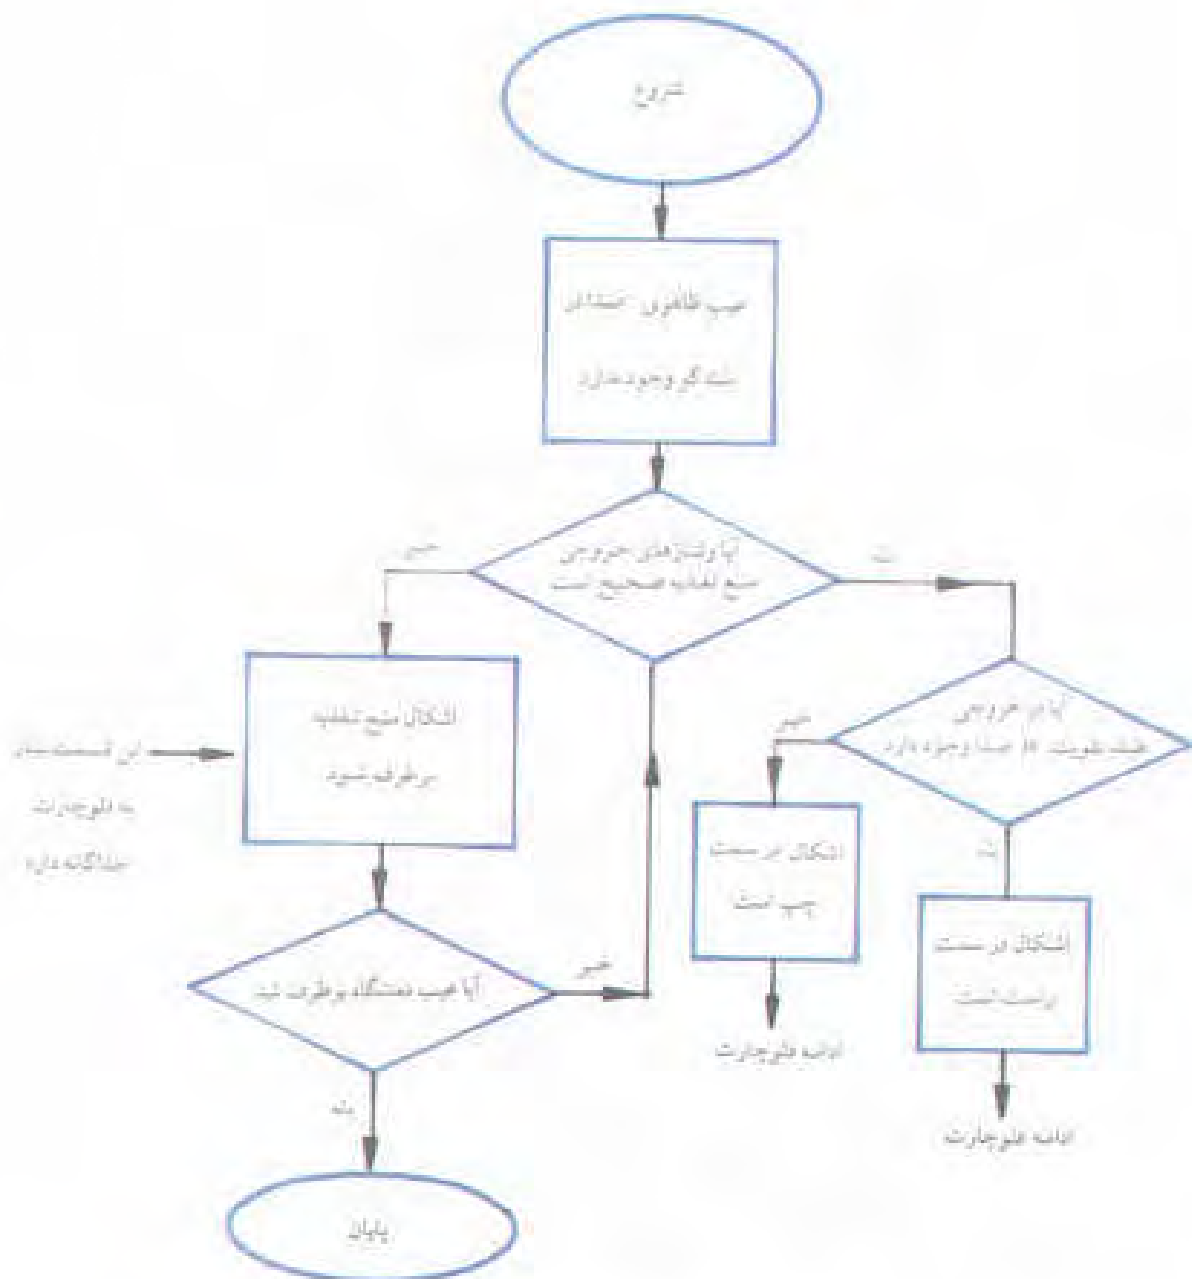 شروع
عیب ظاهری صدا در
بلندگو وجود ندارد
آیا ولتاژهای خروجی
منبع تغذیه صحیح است
خیر
بله
اشکال منبع تغذیه
برطرف شود
این قسمت نیاز
به فلوچارت
جداگانه دارد
آیا در خروجی
طبقه تقویت صدا وجود دارد
خیر
بله
اشکال در سمت
چپ است
اشکال در سمت
راست است
آیا عیب دستگاه برطرف شد
خیر
بله
ادامه فلوچارت
ادامه فلوچارت
پایان